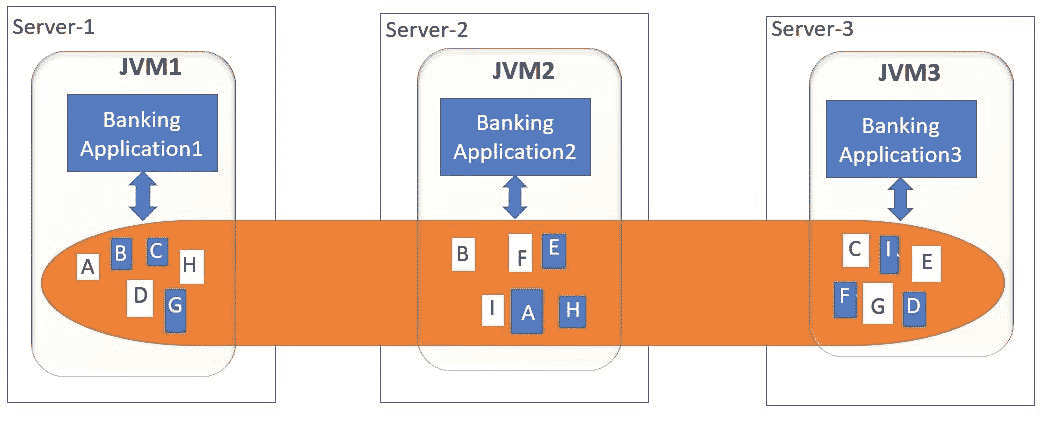 Server-1
JVM1
Banking
Application1
A B C H
D G
Server-2
JVM2
Banking
Application2
B F E
I A H
Server-3
JVM3
Banking
Application3
C I E
F G D